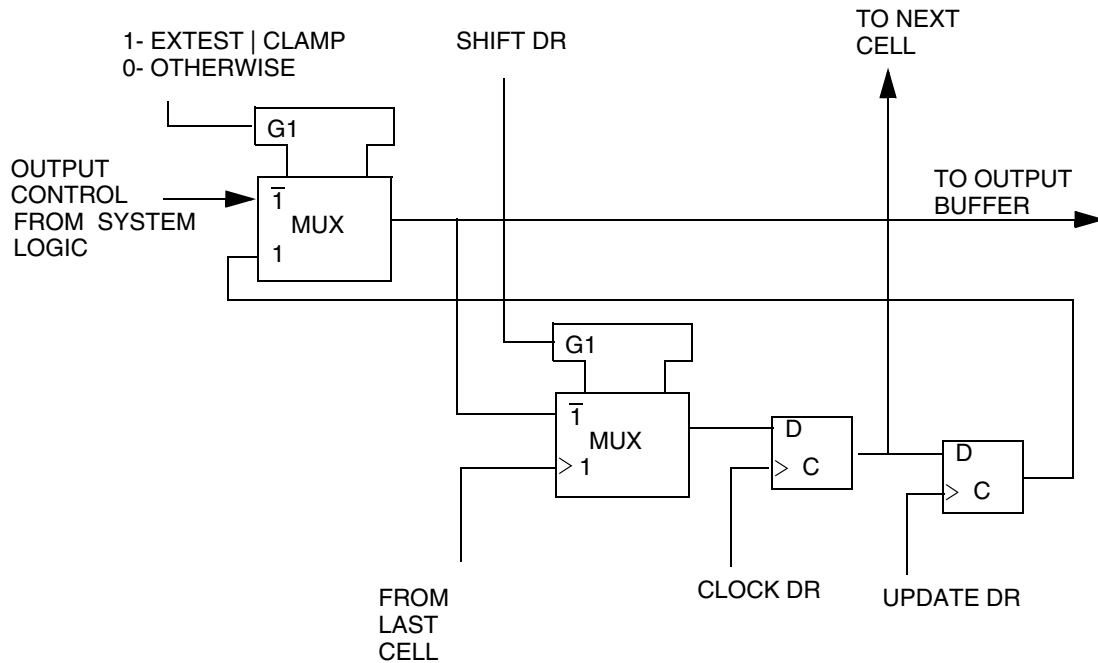 1- EXTEST | CLAMP
0- OTHERWISE
SHIFT DR
TO NEXT
CELL
G1
OUTPUT
CONTROL
FROM SYSTEM
LOGIC
1
MUX
1
TO OUTPUT
BUFFER
G1
1
MUX
1
D
C
D
C
FROM
LAST
CELL
CLOCK DR
UPDATE DR